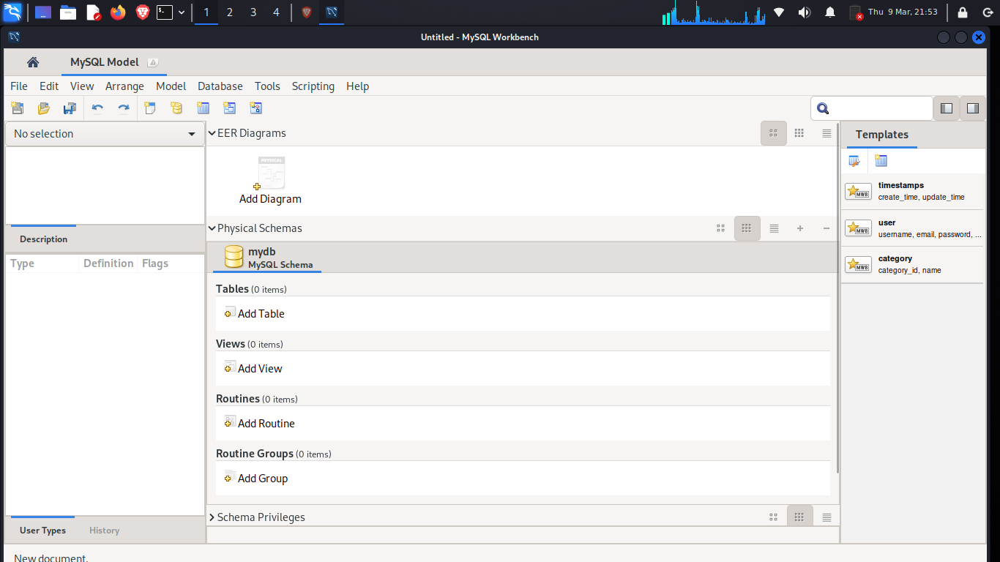 1 2 3 4
Thu 9 Mar, 21:53
Untitled - MySQL Workbench
MySQL Model
File Edit View Arrange Model Database Tools Scripting Help
No selection
Description
Type Definition Flags
User Types History
EER Diagrams
PHYSICAL
Add Diagram
Physical Schemas
mydb
MySQL Schema
Tables (0 items)
Add Table
Views (0 items)
Add View
Routines (0 items)
Add Routine
Routine Groups (0 items)
Add Group
Schema Privileges
Templates
MWB
timestamps
create_time, update_time
MWB
user
username, email, password, ...
MWB
category
category_id, name
New document.